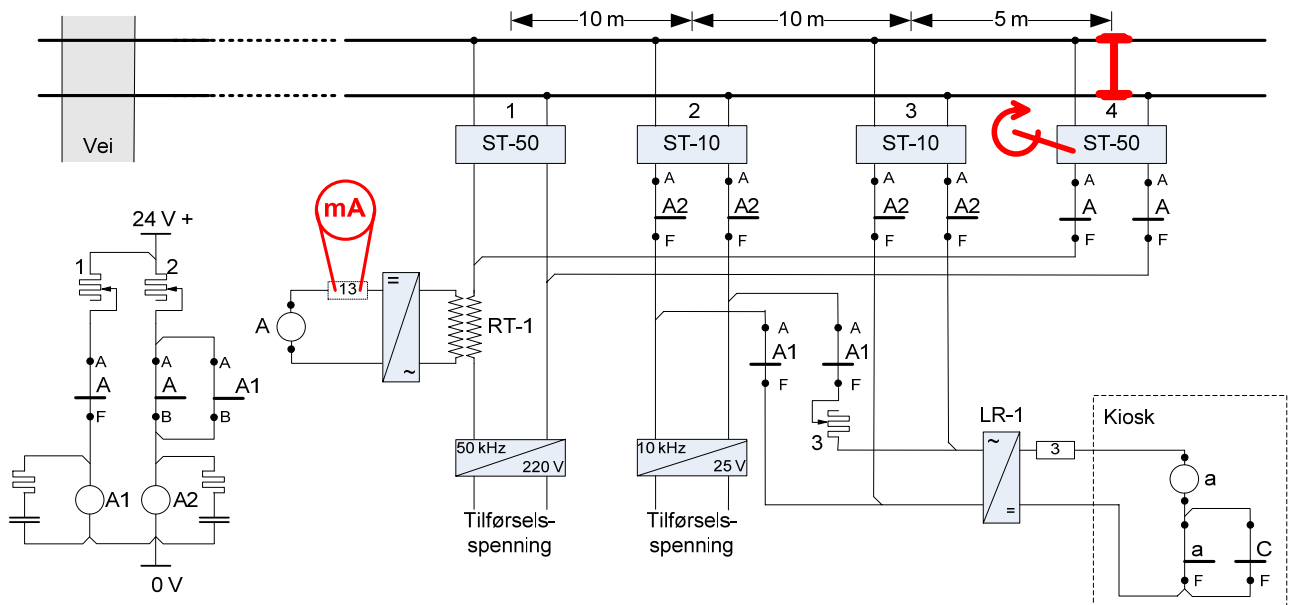 10 m 10 m 5 m
Vei
1 2 3 4
ST-50 ST-10 ST-10 ST-50
A A A A A A
A2 A2 A2 A2 A A
F F F F F F
24 V +
mA
1 2
13
=
~
A
RT-1
A A
A1 A1
F F
3
A A A
A A A1
F B B
LR-1
~
=
3
Kiosk
a
a C
F F
50 kHz
220 V
10 kHz
25 V
A1 A2
Tilførsels-
spenning
Tilførsels-
spenning
0 V